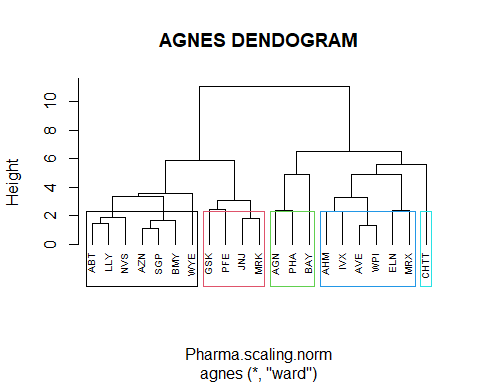 AGNES DENDOGRAM
Height
10
8
6
4
2
0
ABT LLY NVS AZN SGP BMY WYE GSK PFE JNJ MRK AGN PHA BAY AHM IVX AVE WPI ELN MRX CHTT
Pharma.scaling.norm
agnes (*, "ward")